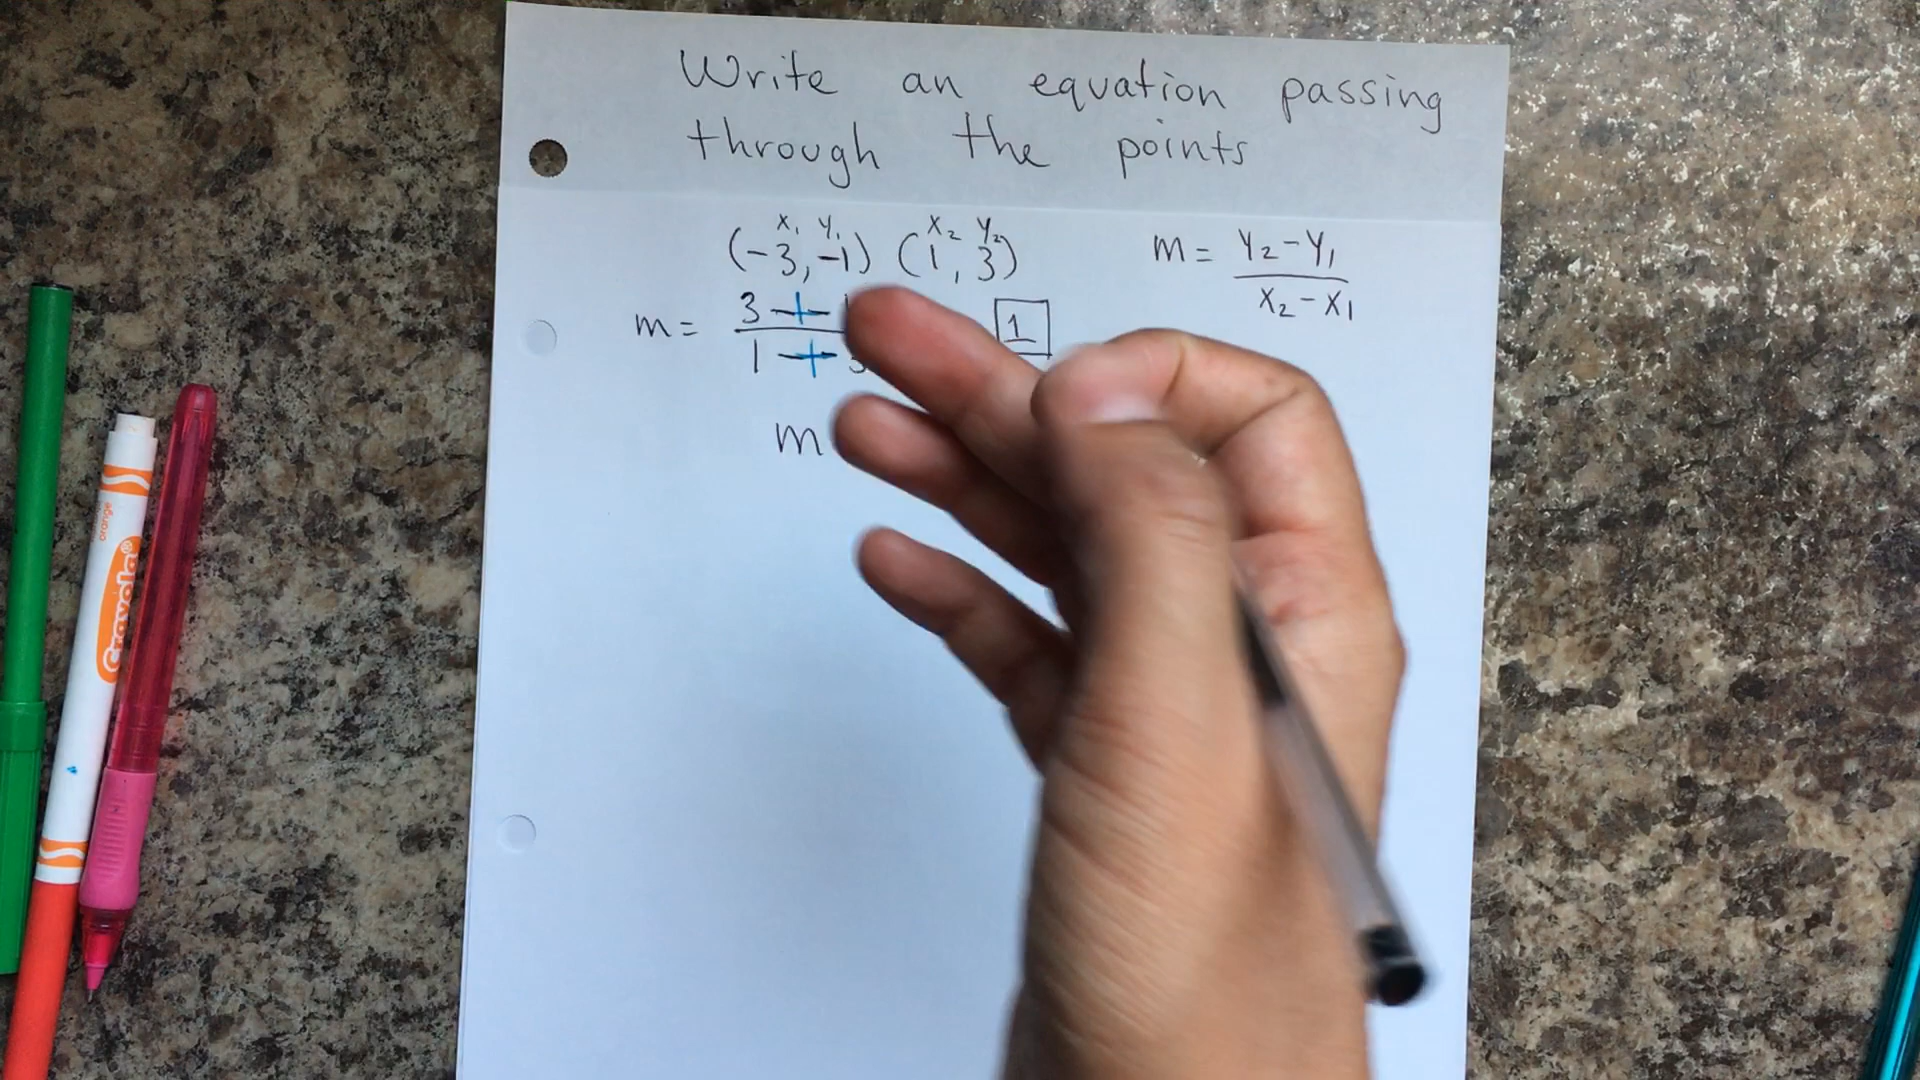 Write an equation passing
through the points
x₁ y₁ x₂ y₂
(-3,-1) (1,3)
m = y₂-y₁
x₂-x₁
m = 3 -+-
1 -+
1
m
orange
Crayola®